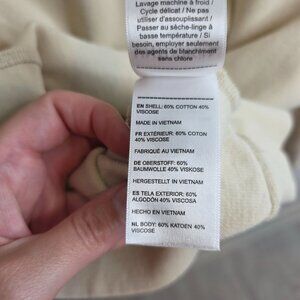 Lavage machine à froid /
Cycle délicat / Ne pas
utiliser d'assouplissant /
Passer au sèche-linge à
basse température / Si
besoin, employer seulement
des agents de blanchiment
sans chlore
EN SHELL: 60% COTTON 40%
VISCOSE
MADE IN VIETNAM
FR EXTÉRIEUR: 60% COTON
40% VISCOSE
FABRIQUÉ AU VIETNAM
DE OBERSTOFF: 60%
BAUMWOLLE 40% VISKOSE
HERGESTELLT IN VIETNAM
ES TELA EXTERIOR: 60%
ALGODÓN 40% VISCOSA
HECHO EN VIETNAM
NL BODY: 60% KATOEN 40%
VISCOSE